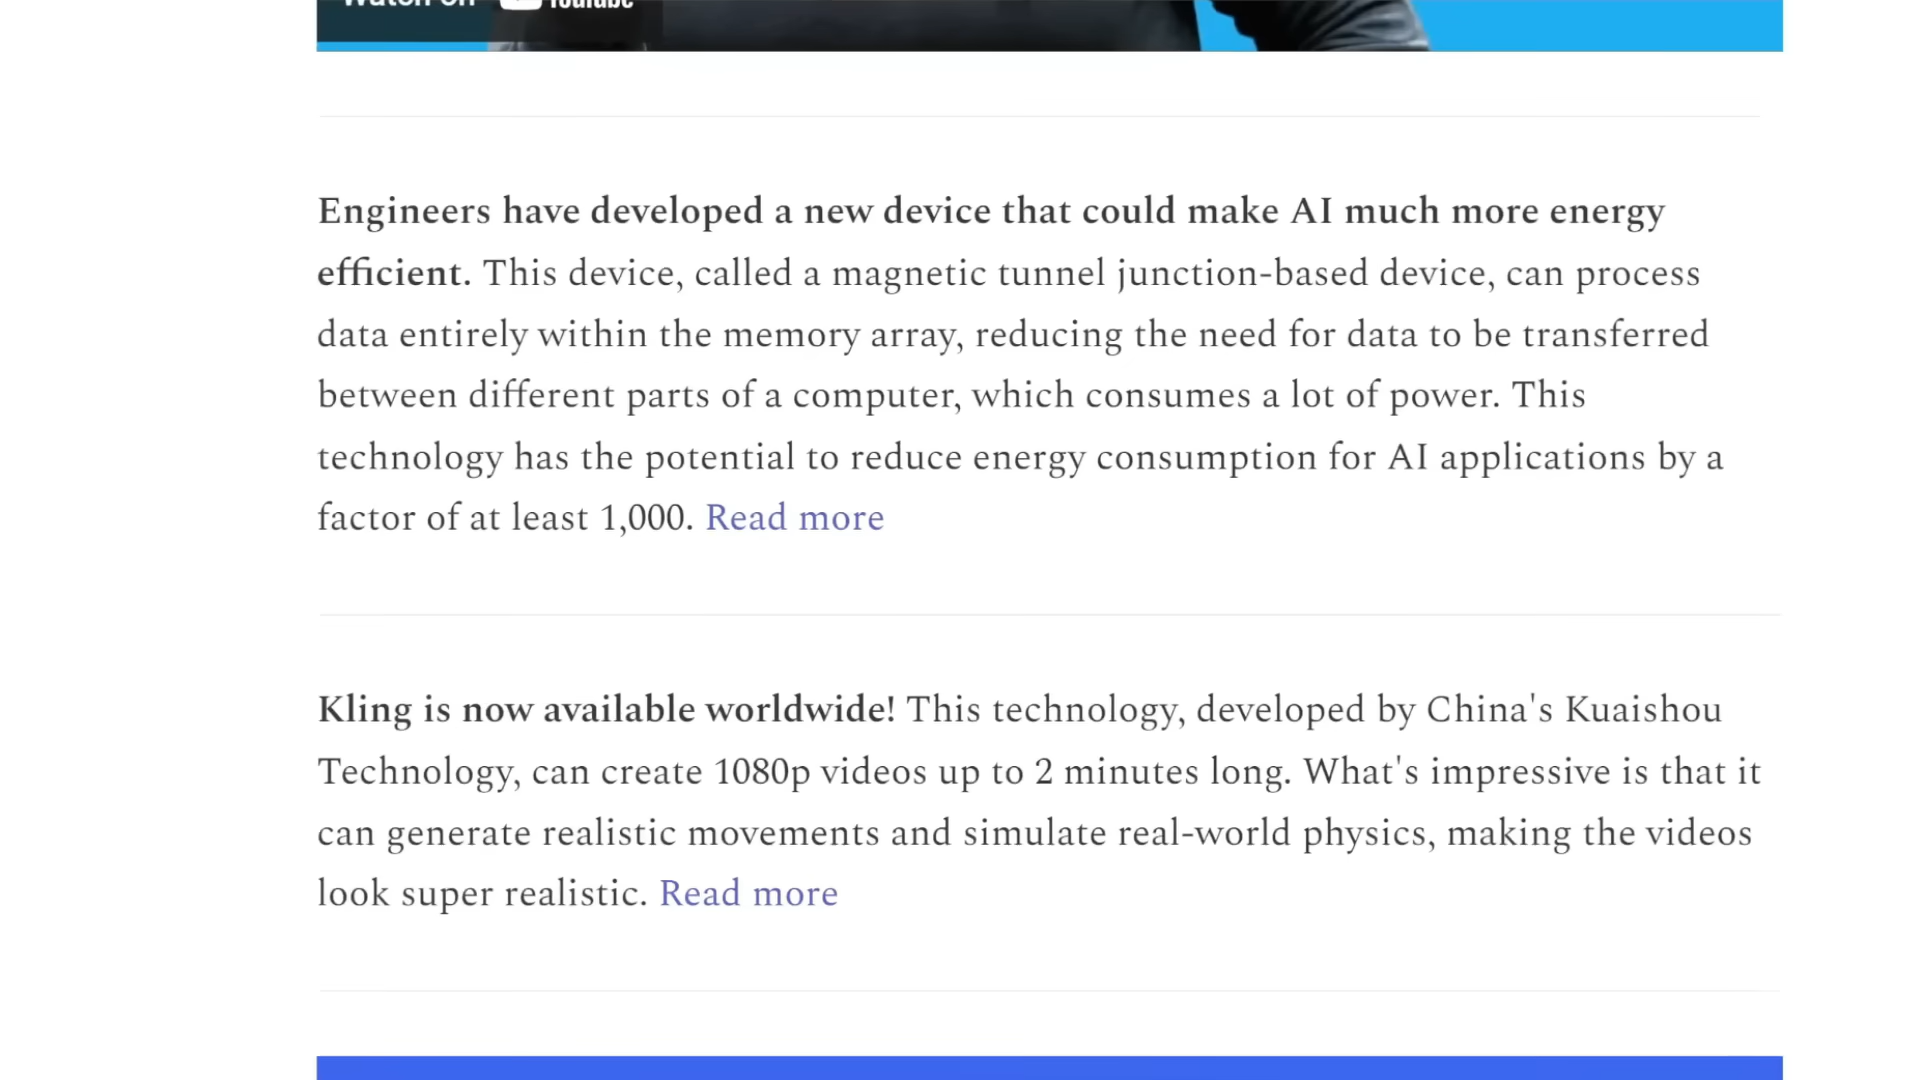 Watch on YouTube
Engineers have developed a new device that could make AI much more energy
efficient. This device, called a magnetic tunnel junction-based device, can process
data entirely within the memory array, reducing the need for data to be transferred
between different parts of a computer, which consumes a lot of power. This
technology has the potential to reduce energy consumption for AI applications by a
factor of at least 1,000. Read more
Kling is now available worldwide! This technology, developed by China's Kuaishou
Technology, can create 1080p videos up to 2 minutes long. What's impressive is that it
can generate realistic movements and simulate real-world physics, making the videos
look super realistic. Read more